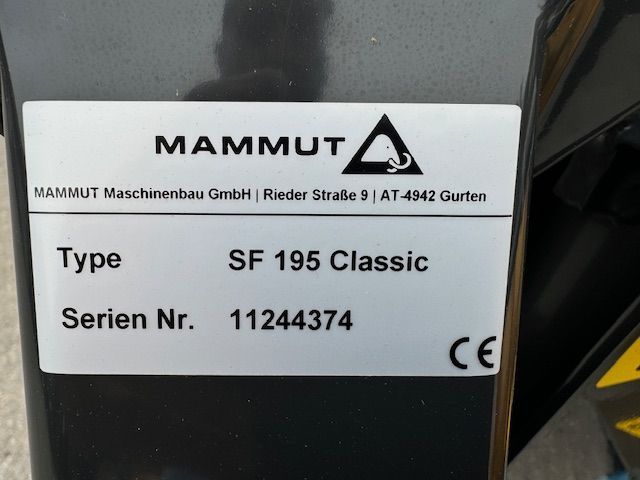 MAMMUT
MAMMUT Maschinenbau GmbH | Rieder Straße 9 | AT-4942 Gurten
Type SF 195 Classic
Serien Nr. 11244374
CE